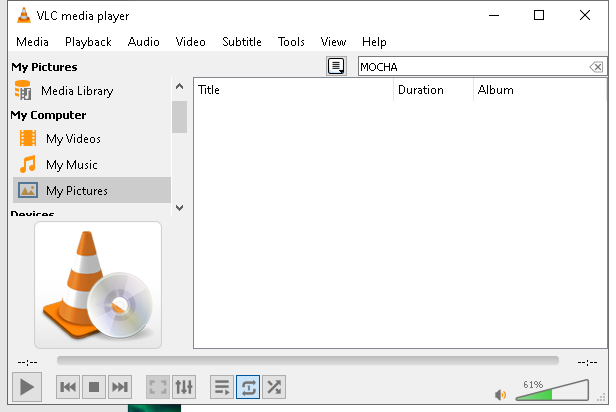 VLC media player
Media Playback Audio Video Subtitle Tools View Help
My Pictures MOCHA
Media Library Title Duration Album
My Computer
My Videos
My Music
My Pictures
Devices
--:-- --:--
61%